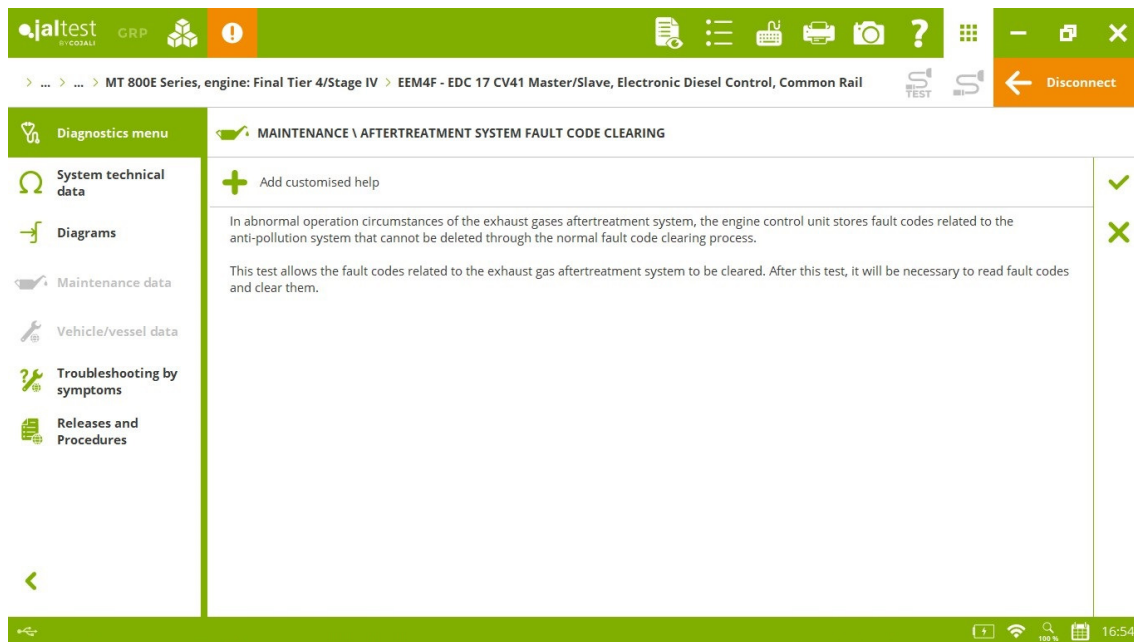 jaltest
BY COJALI
GRP
> ... > ... > MT 800E Series, engine: Final Tier 4/Stage IV > EEM4F - EDC 17 CV41 Master/Slave, Electronic Diesel Control, Common Rail
TEST
Disconnect
Diagnostics menu
MAINTENANCE \ AFTERTREATMENT SYSTEM FAULT CODE CLEARING
System technical
data
Add customised help
Diagrams
In abnormal operation circumstances of the exhaust gases aftertreatment system, the engine control unit stores fault codes related to the
anti-pollution system that cannot be deleted through the normal fault code clearing process.
This test allows the fault codes related to the exhaust gas aftertreatment system to be cleared. After this test, it will be necessary to read fault codes
and clear them.
Maintenance data
Vehicle/vessel data
Troubleshooting by
symptoms
Releases and
Procedures
100 %
16:54